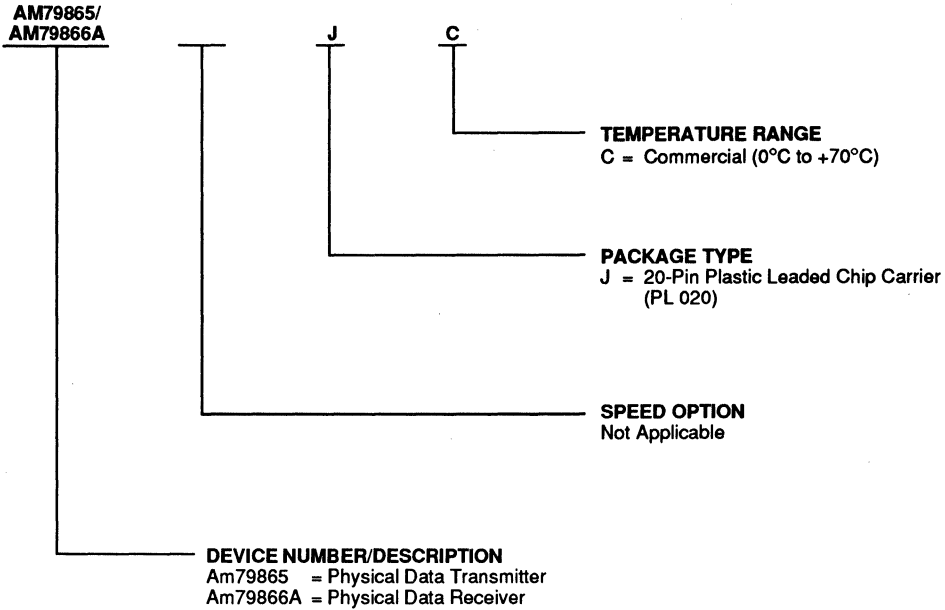 AM79865/
AM79866A J C
TEMPERATURE RANGE
C = Commercial (0°C to +70°C)
PACKAGE TYPE
J = 20-Pin Plastic Leaded Chip Carrier
(PL 020)
SPEED OPTION
Not Applicable
DEVICE NUMBER/DESCRIPTION
Am79865 = Physical Data Transmitter
Am79866A = Physical Data Receiver